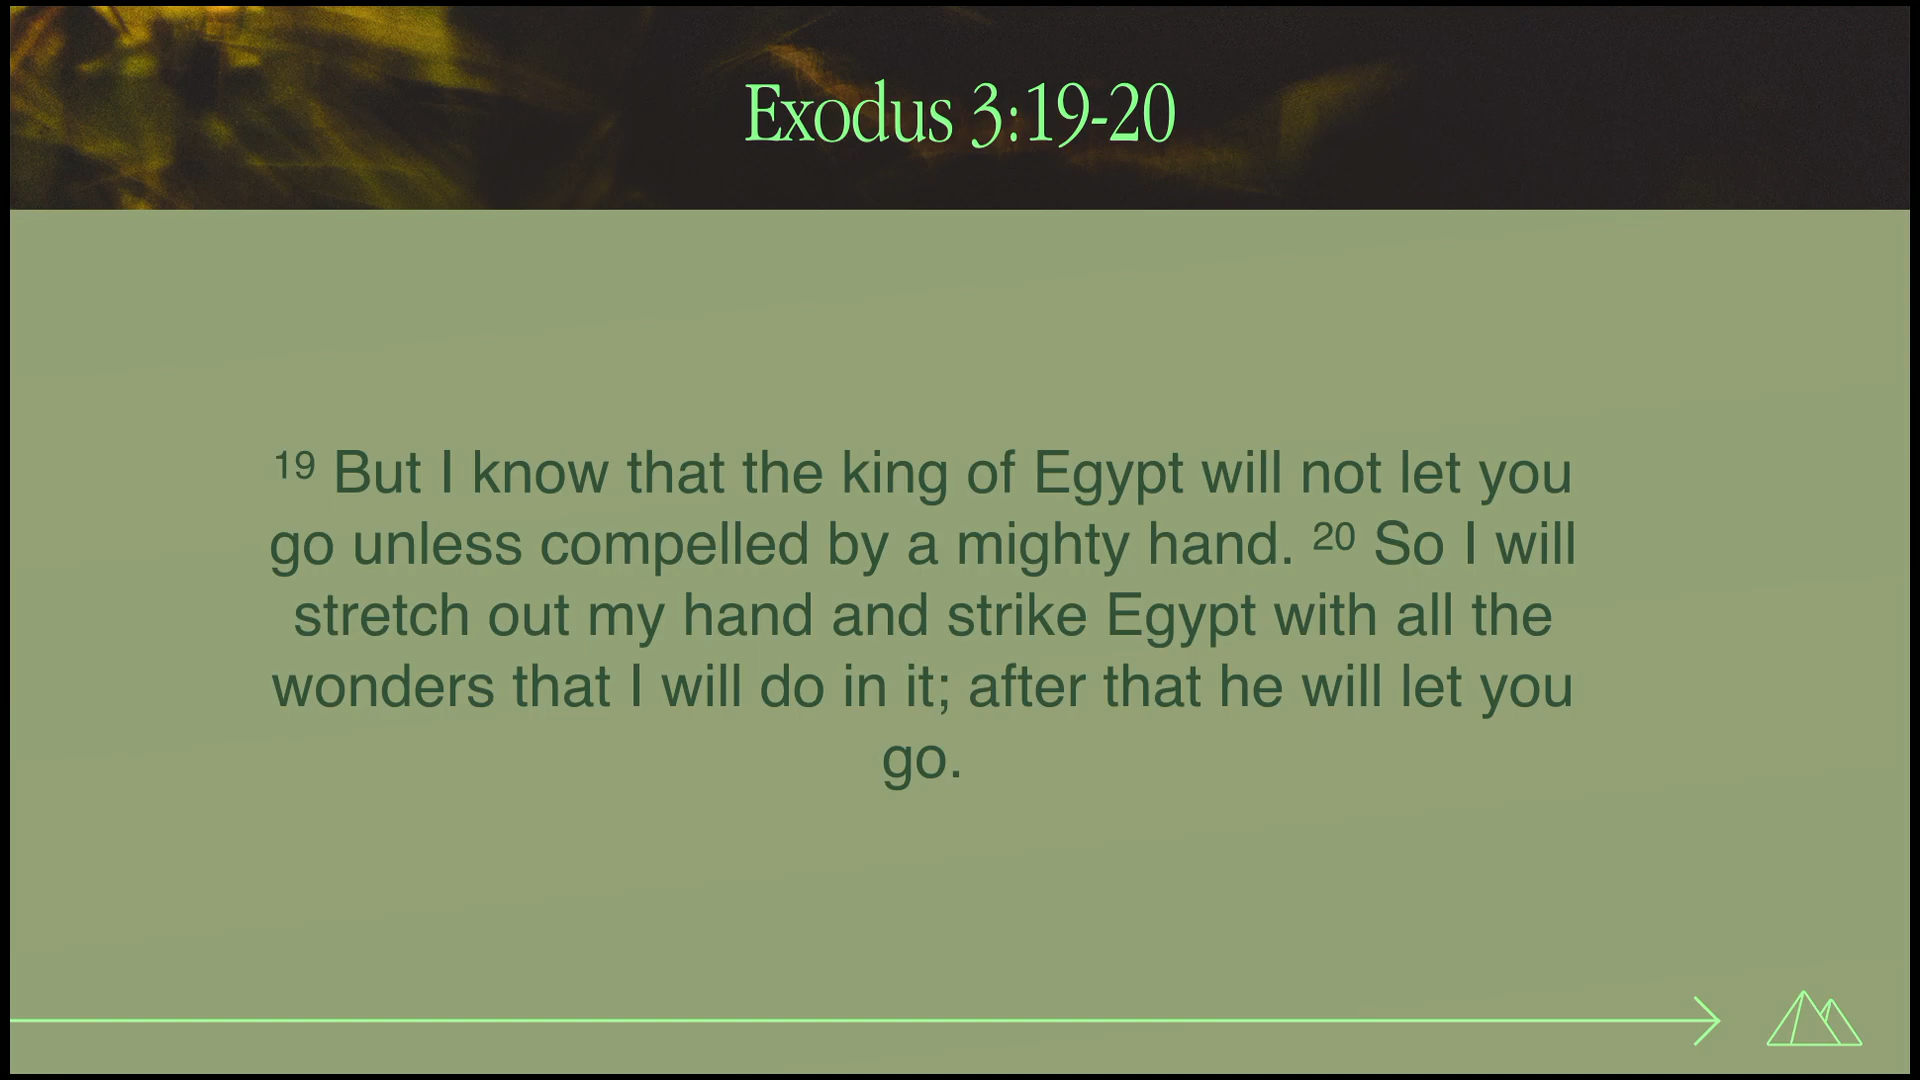 Exodus 3:19-20
19 But I know that the king of Egypt will not let you
go unless compelled by a mighty hand. 20 So I will
stretch out my hand and strike Egypt with all the
wonders that I will do in it; after that he will let you
go.